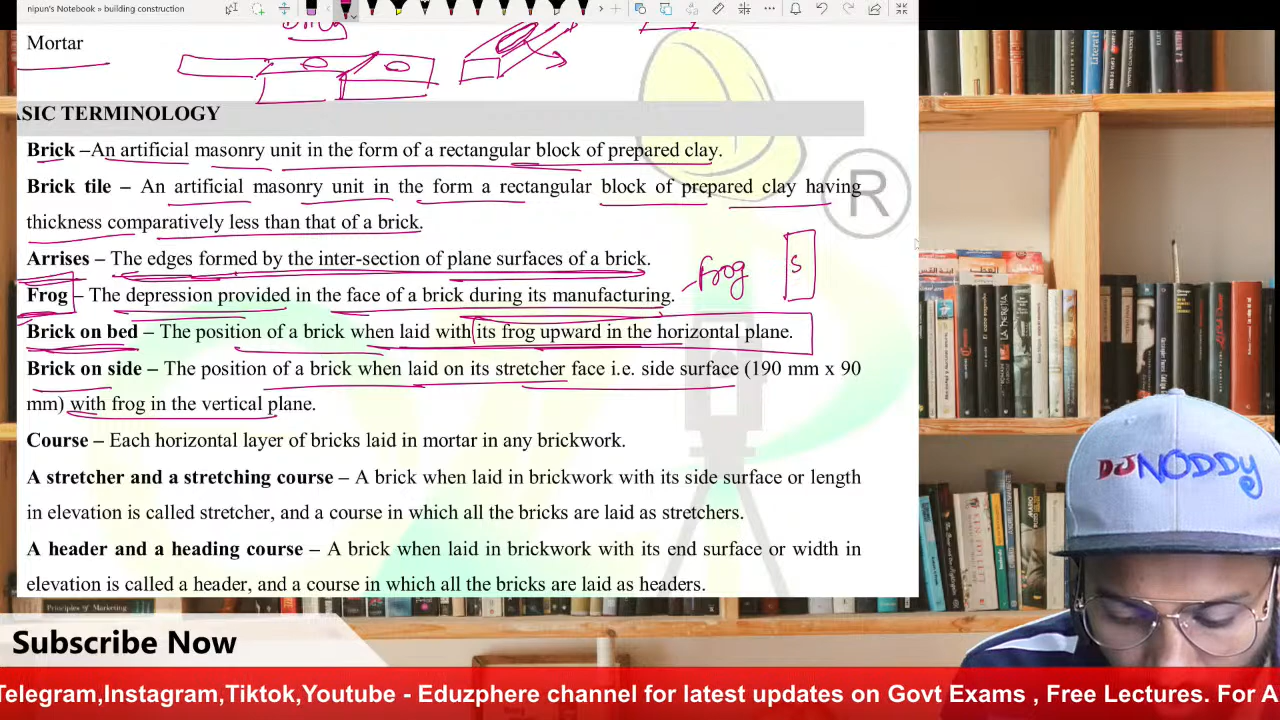 nipun's Notebook » building construction
Mortar
ASIC TERMINOLOGY
Brick –An artificial masonry unit in the form of a rectangular block of prepared clay.
Brick tile – An artificial masonry unit in the form a rectangular block of prepared clay having
thickness comparatively less than that of a brick.
Arrises – The edges formed by the inter-section of plane surfaces of a brick.
Frog – The depression provided in the face of a brick during its manufacturing.
frog
S
Brick on bed – The position of a brick when laid with its frog upward in the horizontal plane.
Brick on side – The position of a brick when laid on its stretcher face i.e. side surface (190 mm x 90
mm) with frog in the vertical plane.
Course – Each horizontal layer of bricks laid in mortar in any brickwork.
A stretcher and a stretching course – A brick when laid in brickwork with its side surface or length
in elevation is called stretcher, and a course in which all the bricks are laid as stretchers.
A header and a heading course – A brick when laid in brickwork with its end surface or width in
elevation is called a header, and a course in which all the bricks are laid as headers.
R
DJ NODDY
Principles of Marketing
Subscribe Now
Telegram,Instagram,Tiktok,Youtube - Eduzphere channel for latest updates on Govt Exams , Free Lectures. For A